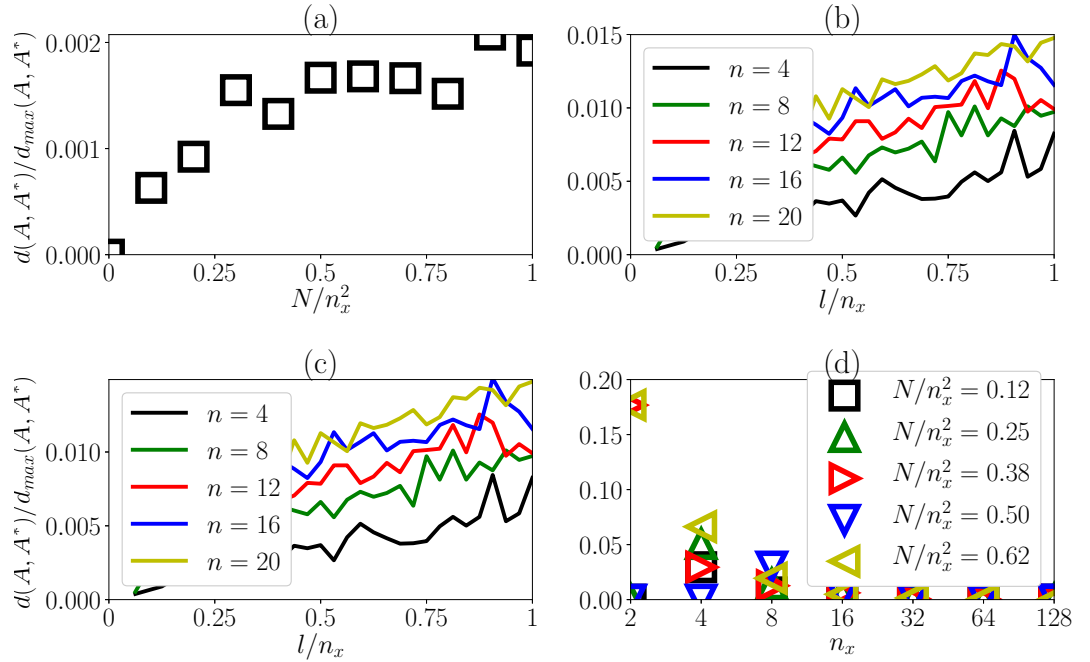 (a)
d(A, A*)/d_max(A, A*)
0.002
0.001
0.000
0 0.25 0.5 0.75 1
N/n_x^2
(b)
0.015
0.010
0.005
0.000
n = 4
n = 8
n = 12
n = 16
n = 20
0 0.25 0.5 0.75 1
l/n_x
(c)
d(A, A*)/d_max(A, A*)
0.010
0.005
0.000
n = 4
n = 8
n = 12
n = 16
n = 20
0 0.25 0.5 0.75 1
l/n_x
(d)
0.20
0.15
0.10
0.05
0.00
N/n_x^2 = 0.12
N/n_x^2 = 0.25
N/n_x^2 = 0.38
N/n_x^2 = 0.50
N/n_x^2 = 0.62
2 4 8 16 32 64 128
n_x